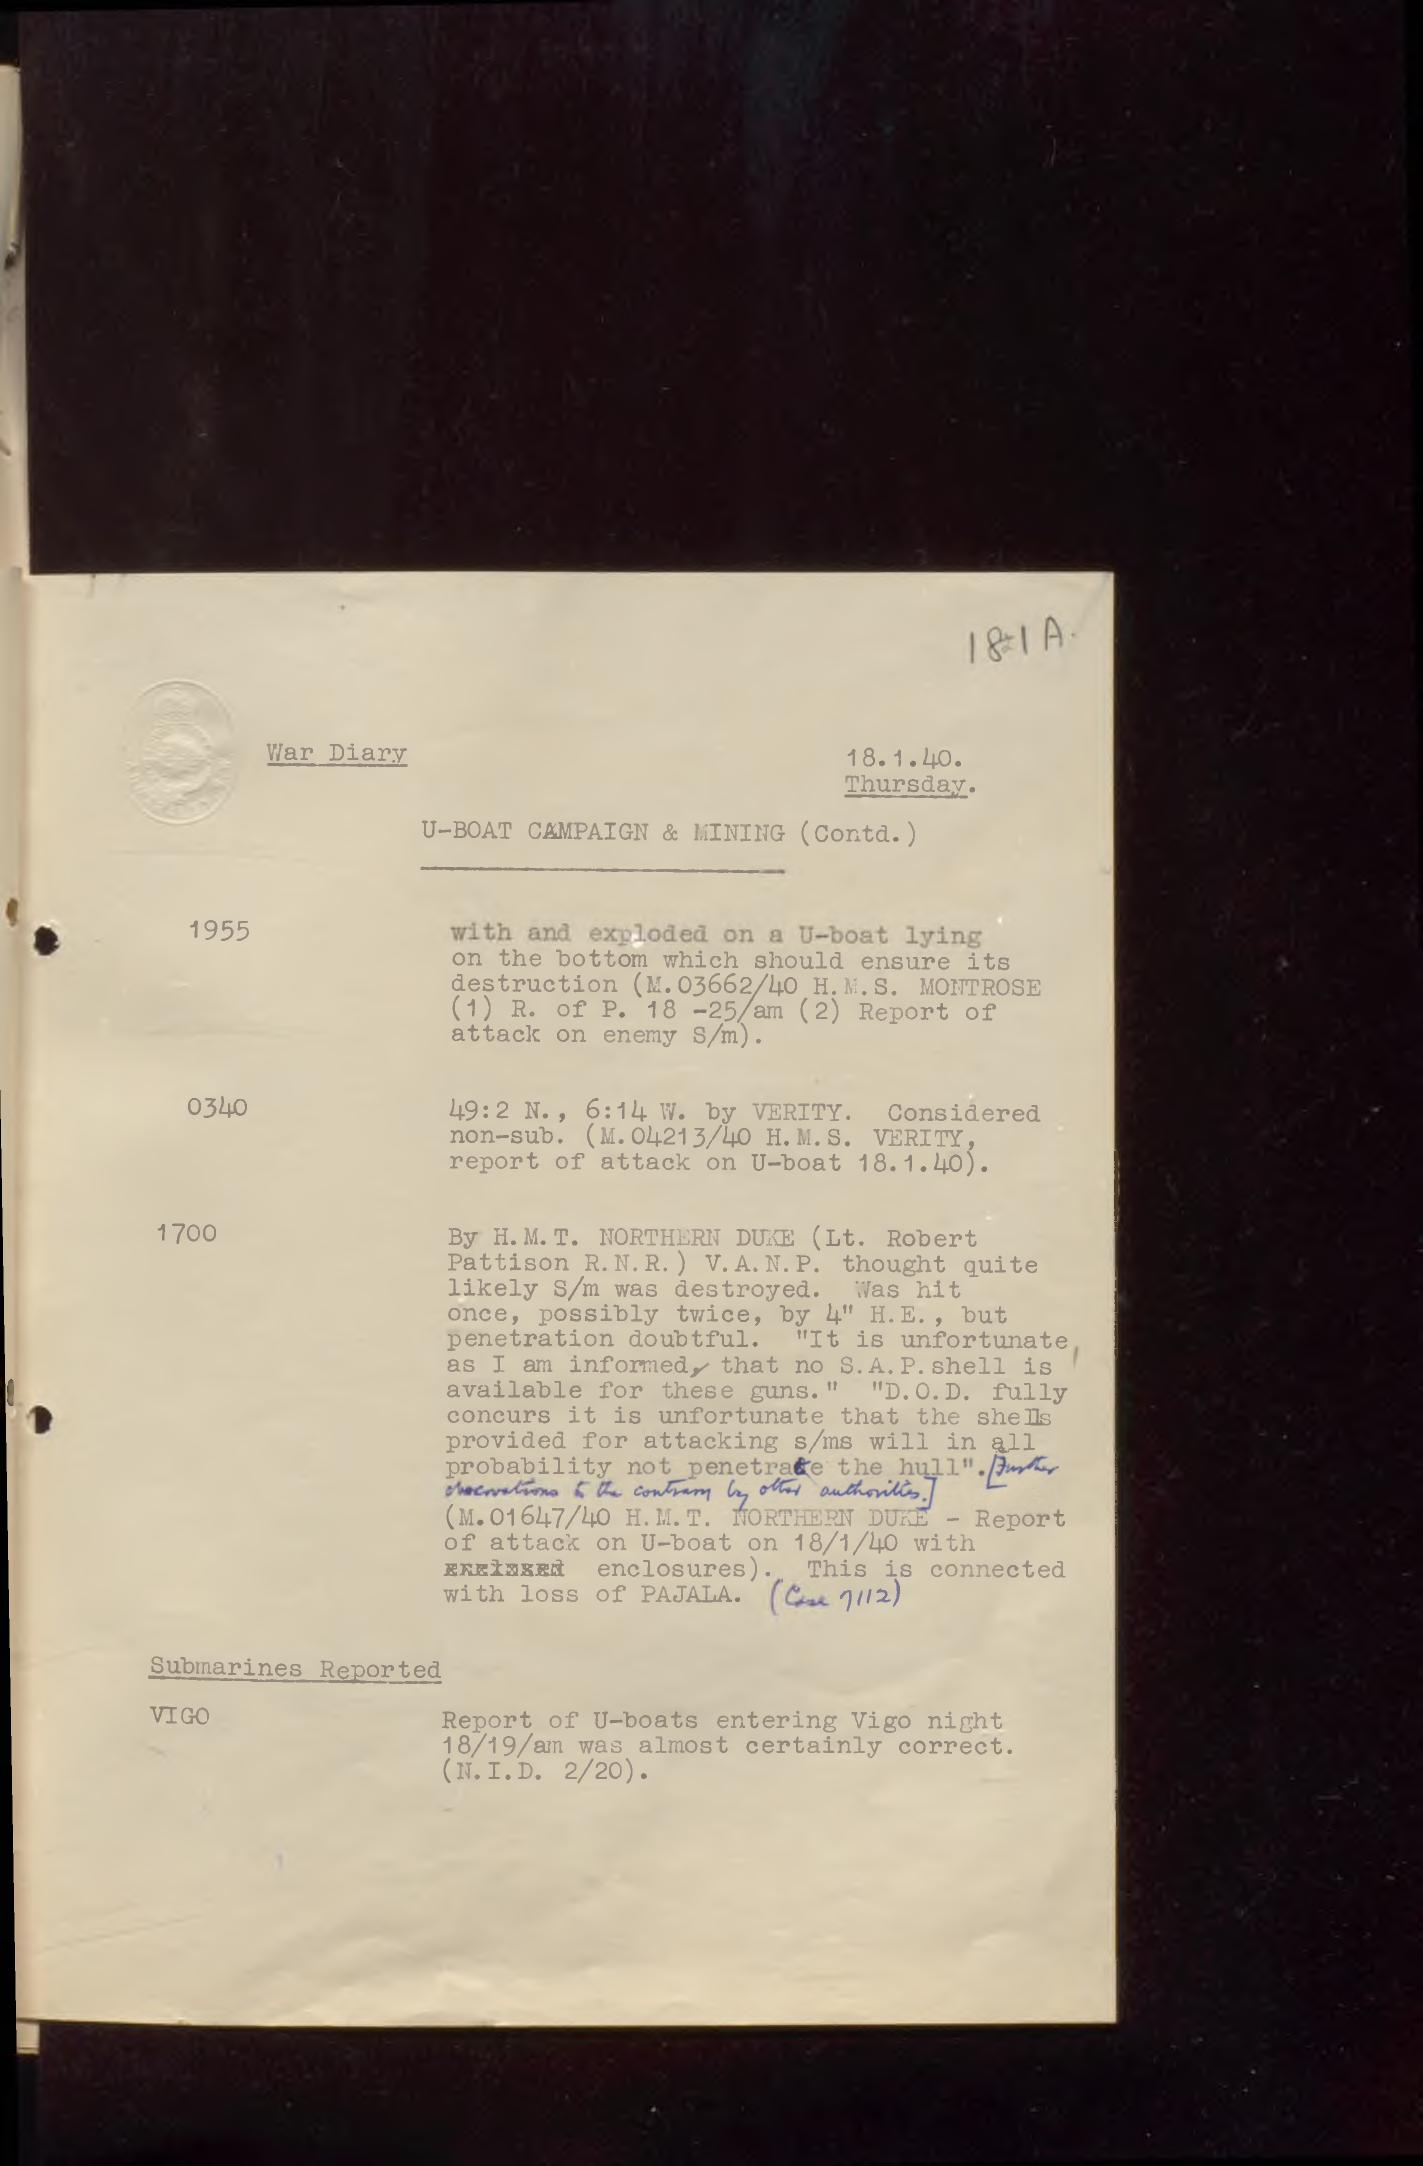 181A.
War Diary
18.1.40.
Thursday.
U-BOAT CAMPAIGN & MINING (Contd.)
1955
with and exploded on a U-boat lying
on the bottom which should ensure its
destruction (M.03662/40 H.M.S. MONTROSE
(1) R. of P. 18 -25/am (2) Report of
attack on enemy S/m).
0340
49:2 N., 6:14 W. by VERITY. Considered
non-sub. (M.04213/40 H.M.S. VERITY,
report of attack on U-boat 18.1.40).
1700
By H.M.T. NORTHERN DUKE (Lt. Robert
Pattison R.N.R.) V.A.N.P. thought quite
likely S/m was destroyed. Was hit
once, possibly twice, by 4" H.E., but
penetration doubtful. "It is unfortunate,
as I am informed, that no S.A.P. shell is
available for these guns." "D.O.D. fully
concurs it is unfortunate that the shells
provided for attacking s/ms will in all
probability not penetrate the hull". [Further
observations to the contrary by other authorities.]
(M.01647/40 H.M.T. NORTHERN DUKE - Report
of attack on U-boat on 18/1/40 with
enclosures). This is connected
with loss of PAJALA. (Case 7112)
Submarines Reported
VIGO
Report of U-boats entering Vigo night
18/19/am was almost certainly correct.
(N.I.D. 2/20).